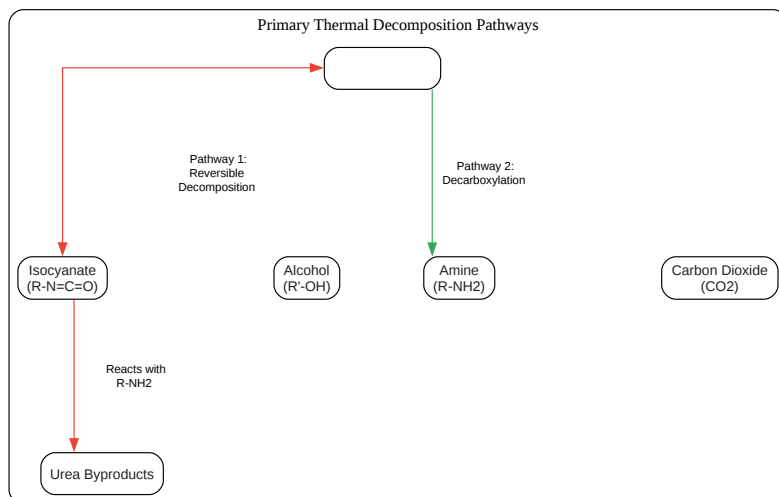 Primary Thermal Decomposition Pathways
Pathway 1:
Reversible
Decomposition
Pathway 2:
Decarboxylation
Isocyanate
(R-N=C=O)
Alcohol
(R'-OH)
Amine
(R-NH2)
Carbon Dioxide
(CO2)
Reacts with
R-NH2
Urea Byproducts